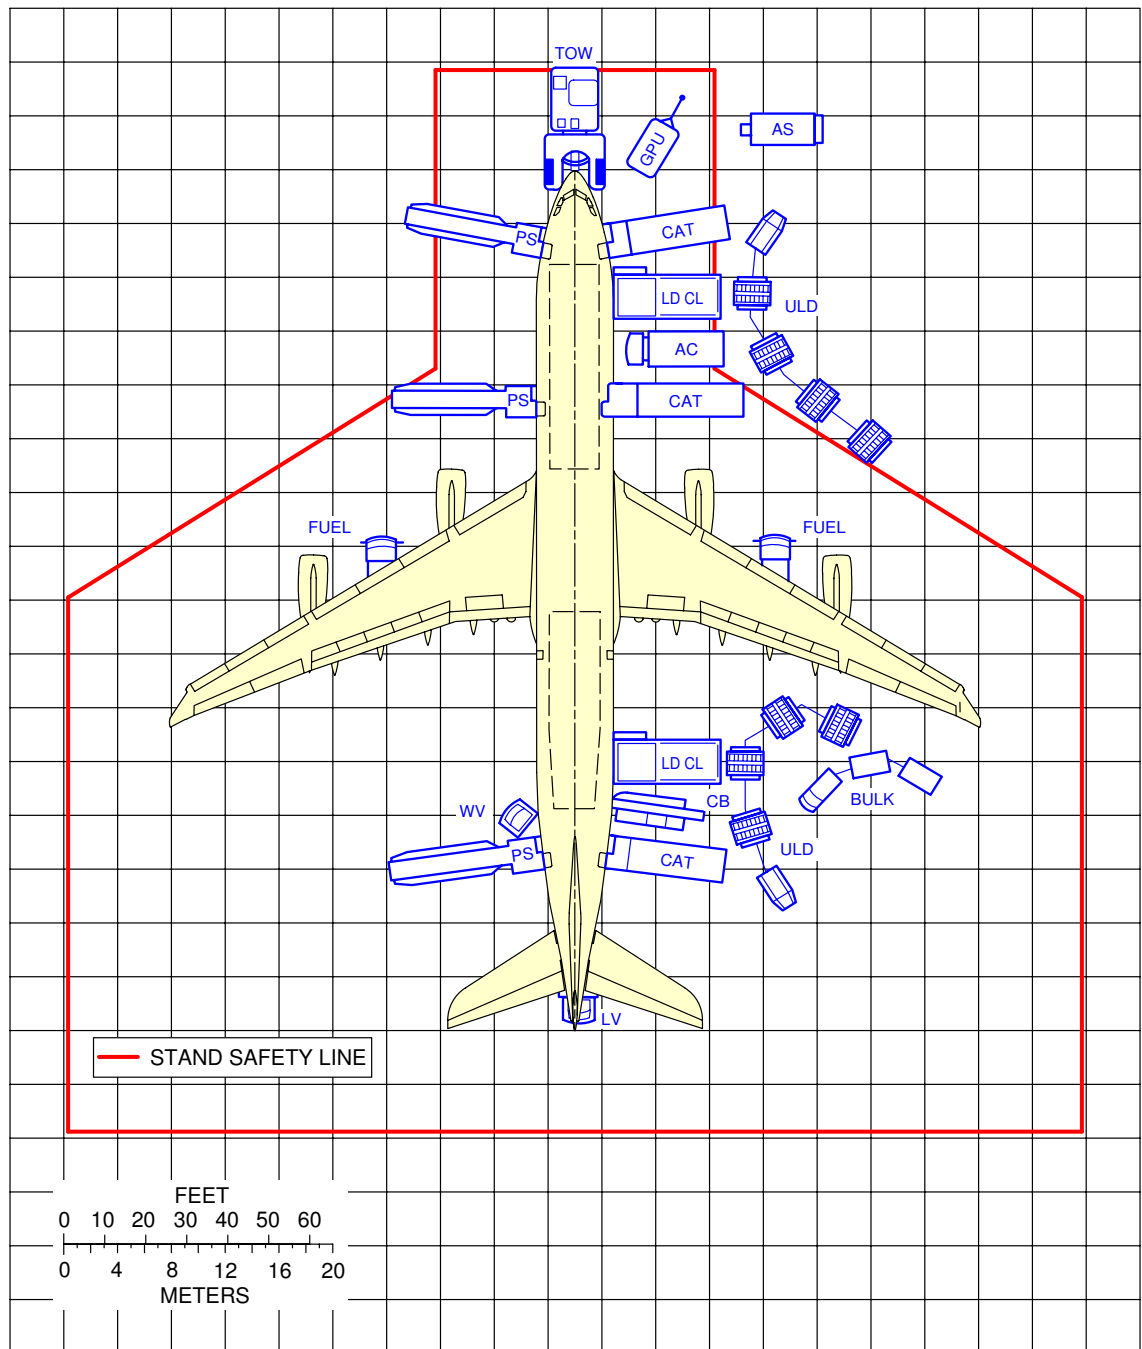 TOW
AS
GPU
PS
CAT
LD CL
ULD
AC
PS
CAT
FUEL
FUEL
LD CL
CB
BULK
WV
ULD
PS
CAT
LV
STAND SAFETY LINE
FEET
0 10 20 30 40 50 60
0 4 8 12 16 20
METERS